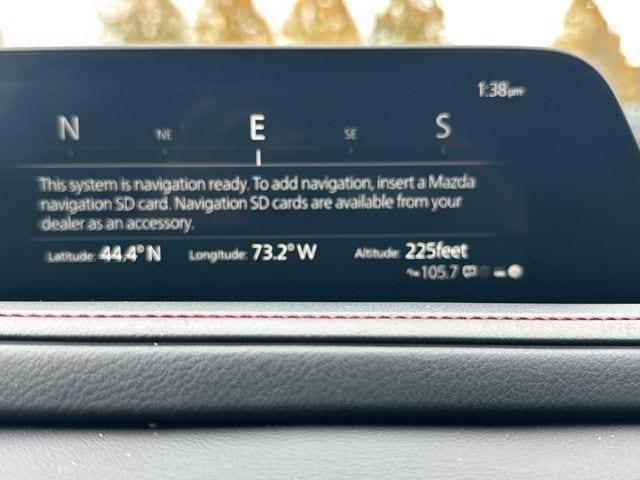 1:38pm
N NE E SE S
This system is navigation ready. To add navigation, insert a Mazda
navigation SD card. Navigation SD cards are available from your
dealer as an accessory.
Latitude: 44.4° N Longitude: 73.2° W Altitude: 225feet
105.7